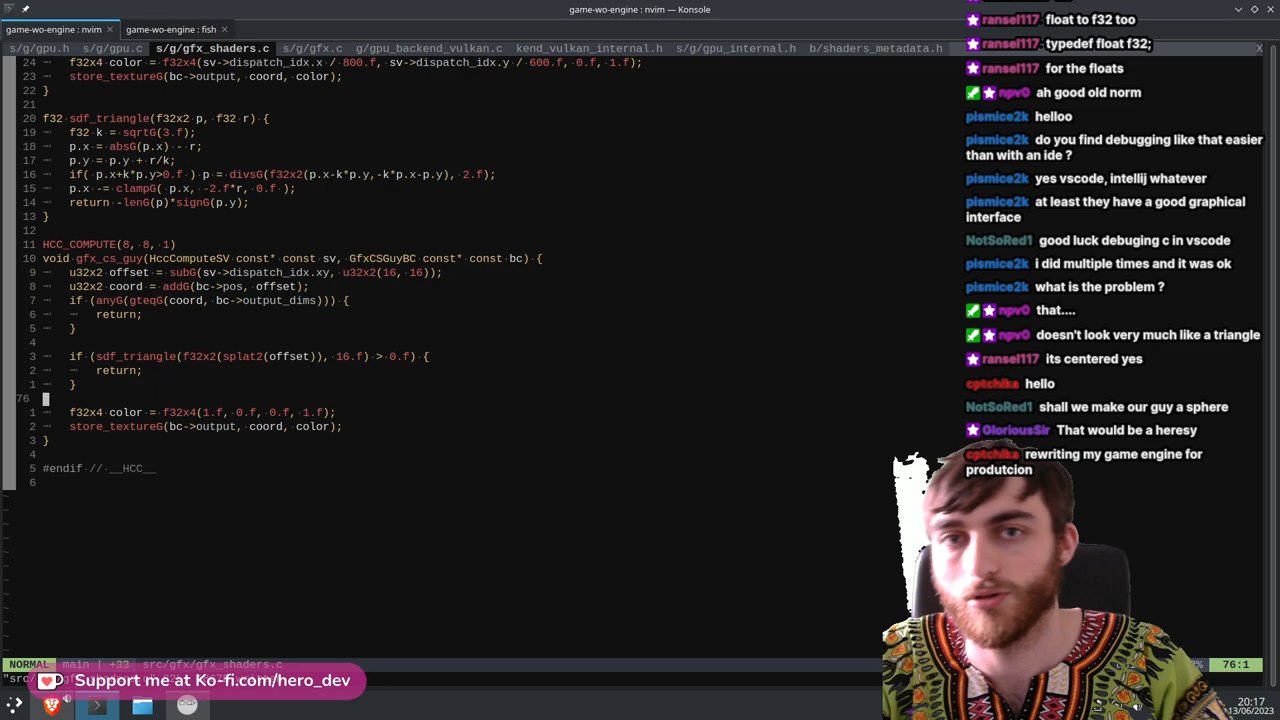 game-wo-engine : nvim — Konsole
game-wo-engine : nvim
game-wo-engine : fish
s/g/gpu.h s/g/gpu.c s/g/gfx_shaders.c g/gpu_backend_vulkan.c kend_vulkan_internal.h s/g/gpu_internal.h b/shaders_metadata.h X
24 f32x4 color = f32x4(sv->dispatch_idx.x / 800.f, sv->dispatch_idx.y / 600.f, 0.f, 1.f);
23 store_textureG(bc->output, coord, color);
22 }
21
20 f32 sdf_triangle(f32x2 p, f32 r) {
19 f32 k = sqrtG(3.f);
18 p.x = absG(p.x) - r;
17 p.y = p.y + r/k;
16 if( p.x+k*p.y>0.f ) p = divsG(f32x2(p.x-k*p.y,-k*p.x-p.y), 2.f);
15 p.x -= clampG( p.x, -2.f*r, 0.f );
14 return -lenG(p)*signG(p.y);
13 }
12
11 HCC_COMPUTE(8, 8, 1)
10 void gfx_cs_guy(HccComputeSV const* const sv, GfxCSGuyBC const* const bc) {
9 u32x2 offset = subG(sv->dispatch_idx.xy, u32x2(16, 16));
8 u32x2 coord = addG(bc->pos, offset);
7 if (anyG(gteqG(coord, bc->output_dims))) {
6 return;
5 }
4
3 if (sdf_triangle(f32x2(splat2(offset)), 16.f) > 0.f) {
2 return;
1 }
76
1 f32x4 color = f32x4(1.f, 0.f, 0.f, 1.f);
2 store_textureG(bc->output, coord, color);
3 }
4
5 #endif // __HCC__
6
NORMAL main | +33 src/gfx/gfx_shaders.c 76:1
Support me at Ko-fi.com/hero_dev
20:17
13/06/2023
ransel117 float to f32 too
ransel117 typedef float f32;
ransel117 for the floats
npv0 ah good old norm
pismice2k helloo
pismice2k do you find debugging like that easier
than with an ide ?
pismice2k yes vscode, intellij whatever
pismice2k at least they have a good graphical
interface
NotSoRed1 good luck debuging c in vscode
pismice2k i did multiple times and it was ok
pismice2k what is the problem ?
npv0 that....
npv0 doesn't look very much like a triangle
ransel117 its centered yes
cptchika hello
NotSoRed1 shall we make our guy a sphere
GloriousSir That would be a heresy
cptchika rewriting my game engine for
produtcion